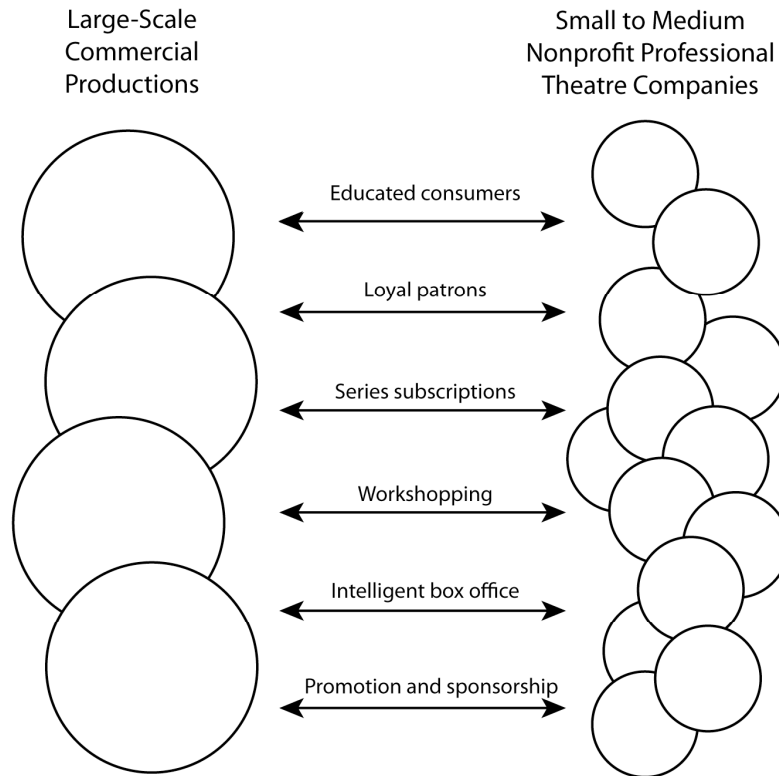 Large-Scale
Commercial
Productions
Small to Medium
Nonprofit Professional
Theatre Companies
Educated consumers
Loyal patrons
Series subscriptions
Workshopping
Intelligent box office
Promotion and sponsorship